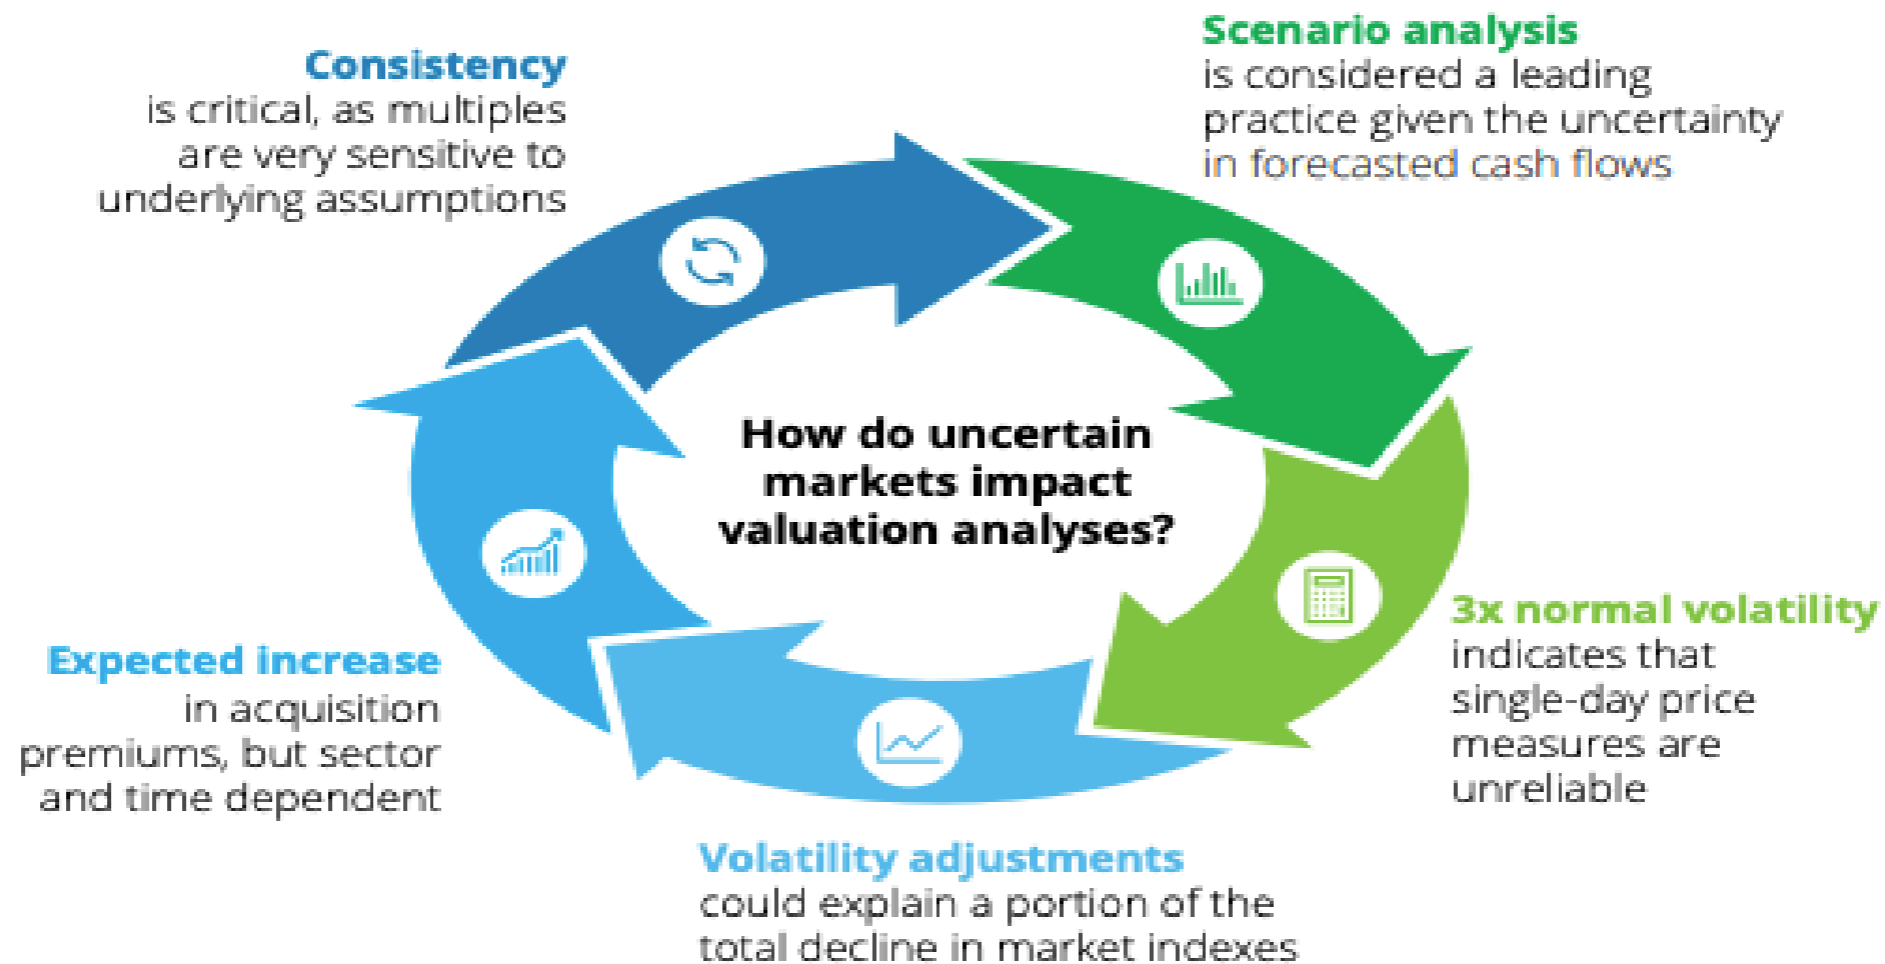 Consistency
is critical, as multiples
are very sensitive to
underlying assumptions
Scenario analysis
is considered a leading
practice given the uncertainty
in forecasted cash flows
How do uncertain
markets impact
valuation analyses?
3x normal volatility
indicates that
single-day price
measures are
unreliable
Volatility adjustments
could explain a portion of the
total decline in market indexes
Expected increase
in acquisition
premiums, but sector
and time dependent